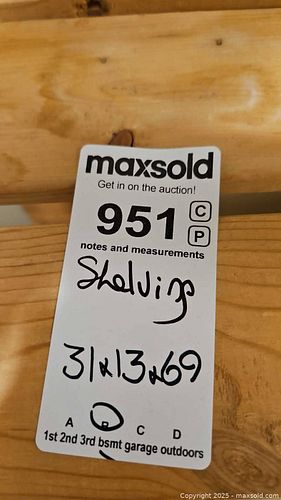 maxsold
Get in on the auction!
951 C
P
notes and measurements
Shelving
31x13x69
A B C D
1st 2nd 3rd bsmt garage outdoors
Copyright 2025 - maxsold.com